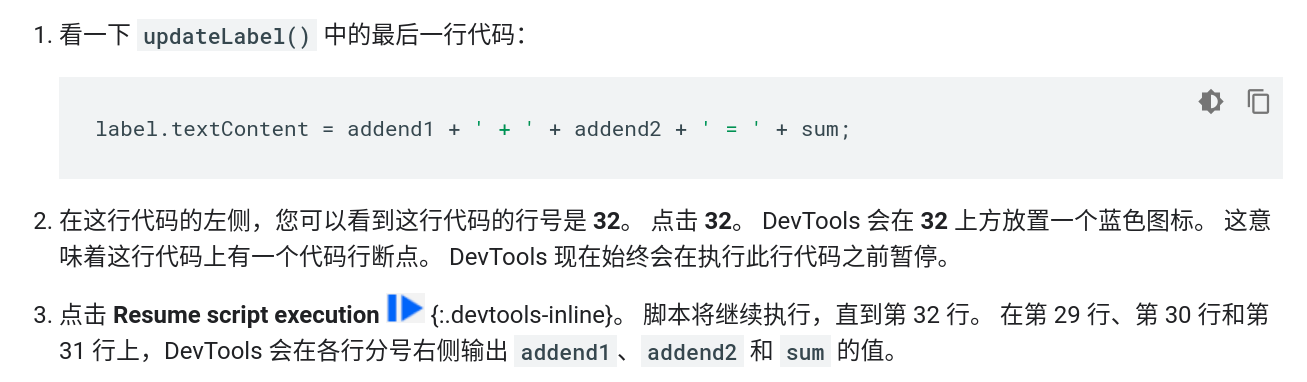 1. 看一下 updateLabel() 中的最后一行代码：
label.textContent = addend1 + ' + ' + addend2 + ' = ' + sum;
2. 在这行代码的左侧，您可以看到这行代码的行号是 32。 点击 32。 DevTools 会在 32 上方放置一个蓝色图标。 这意
味着这行代码上有一个代码行断点。 DevTools 现在始终会在执行此行代码之前暂停。
3. 点击 Resume script execution {:.devtools-inline}。 脚本将继续执行，直到第 32 行。 在第 29 行、第 30 行和第
31 行上，DevTools 会在各行分号右侧输出 addend1 、 addend2 和 sum 的值。